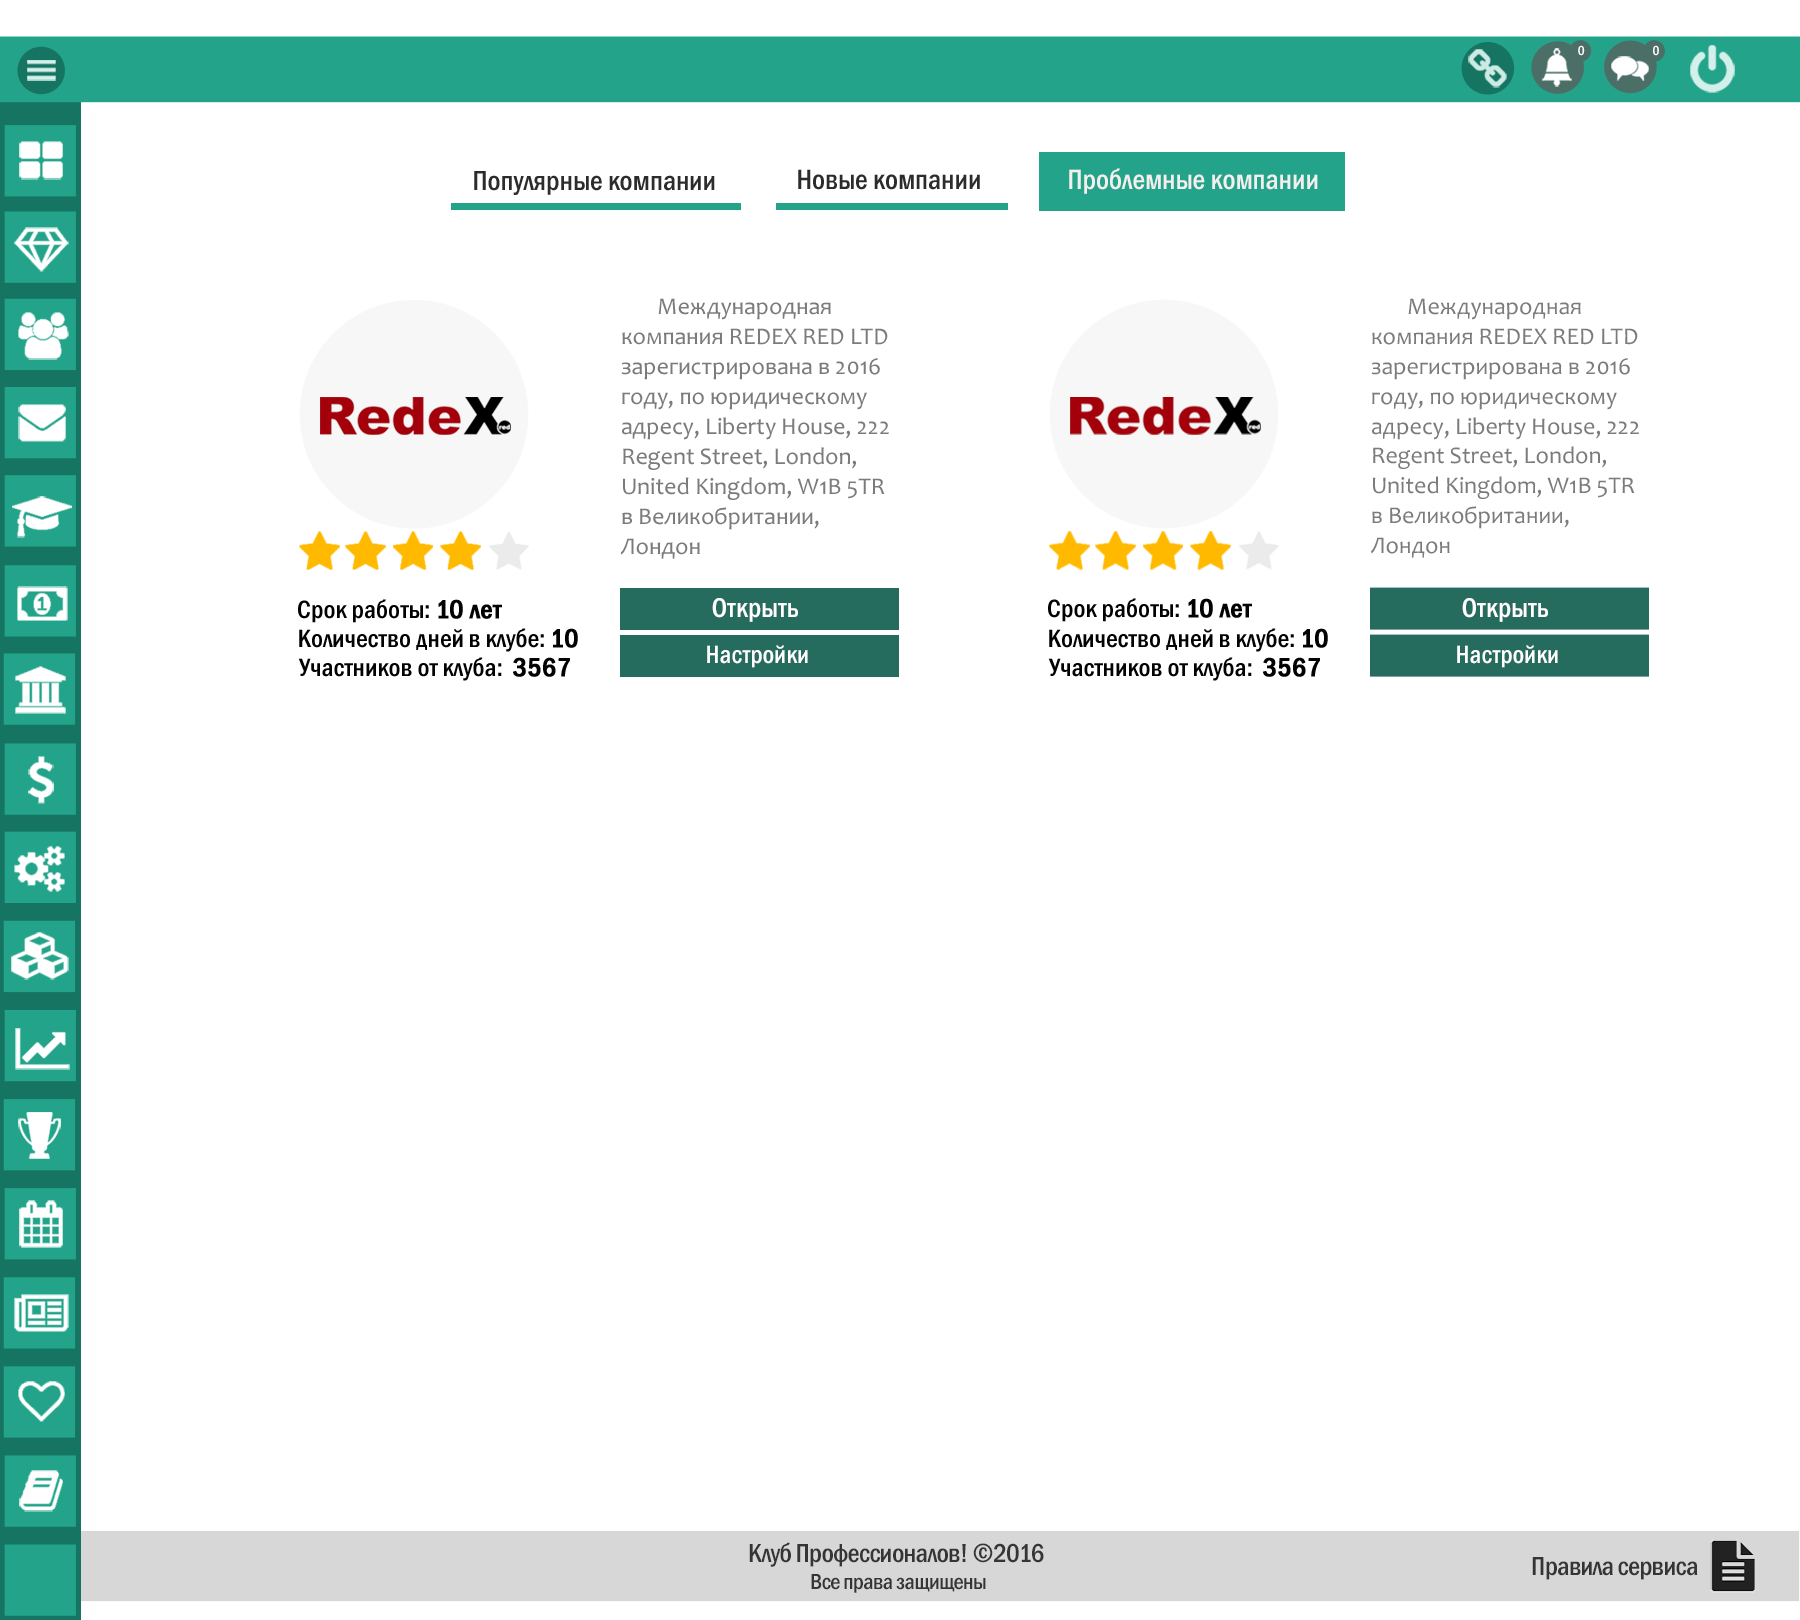 0
0
Популярные компании
Новые компании
Проблемные компании
RedeX
red
Международная
компания REDEX RED LTD
зарегистрирована в 2016
году, по юридическому
адресу, Liberty House, 222
Regent Street, London,
United Kingdom, W1B 5TR
в Великобритании,
Лондон
Срок работы: 10 лет
Количество дней в клубе: 10
Участников от клуба: 3567
Открыть
Настройки
RedeX
red
Международная
компания REDEX RED LTD
зарегистрирована в 2016
году, по юридическому
адресу, Liberty House, 222
Regent Street, London,
United Kingdom, W1B 5TR
в Великобритании,
Лондон
Срок работы: 10 лет
Количество дней в клубе: 10
Участников от клуба: 3567
Открыть
Настройки
Клуб Профессионалов! ©2016
Все права защищены
Правила сервиса